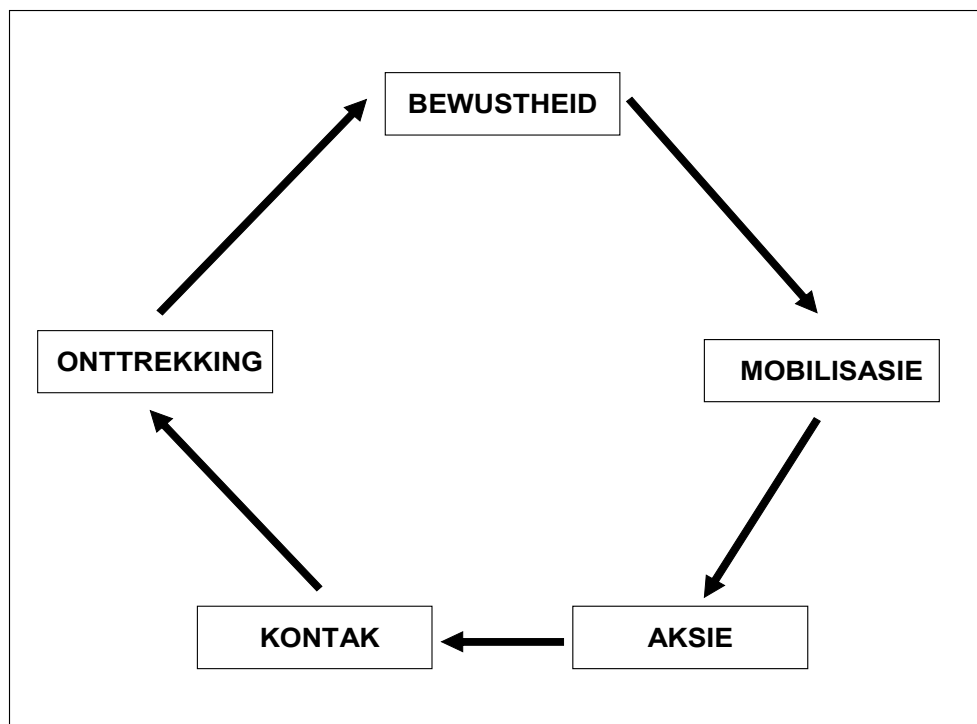 BEWUSTHEID
MOBILISASIE
AKSIE
KONTAK
ONTTREKKING